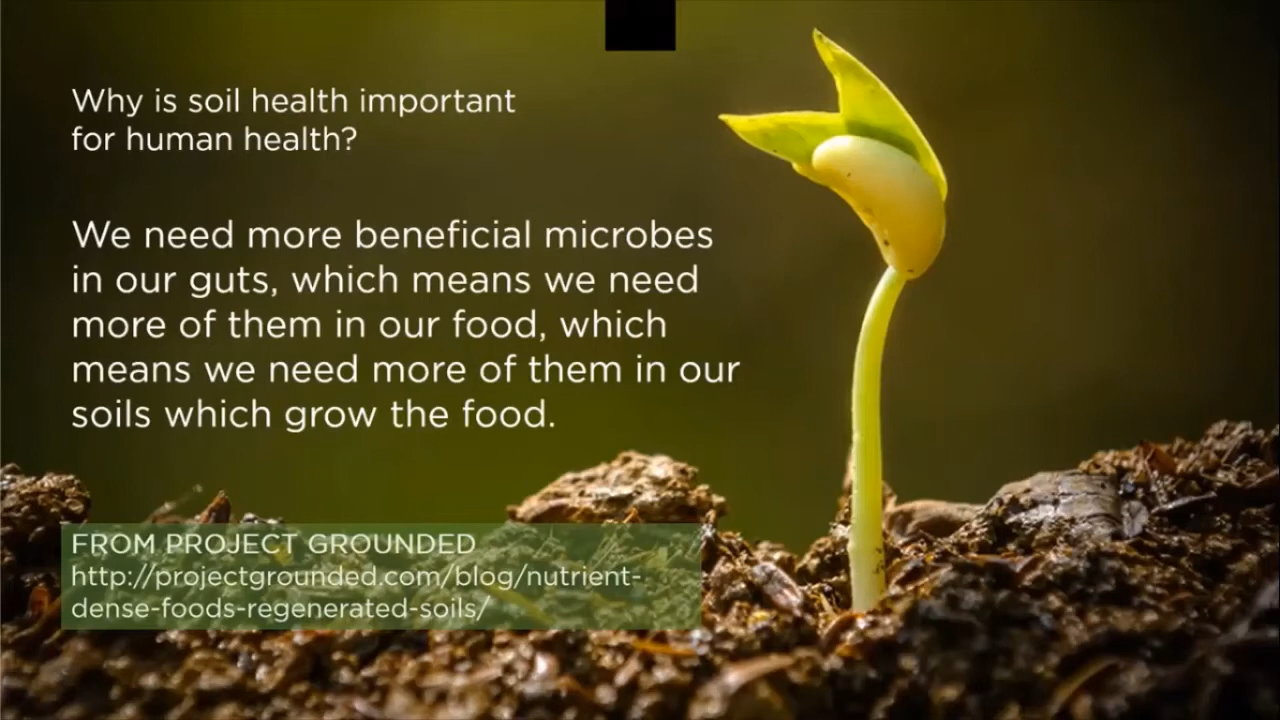 Why is soil health important
for human health?
We need more beneficial microbes
in our guts, which means we need
more of them in our food, which
means we need more of them in our
soils which grow the food.
FROM PROJECT GROUNDED
http://projectgrounded.com/blog/nutrient-
dense-foods-regenerated-soils/